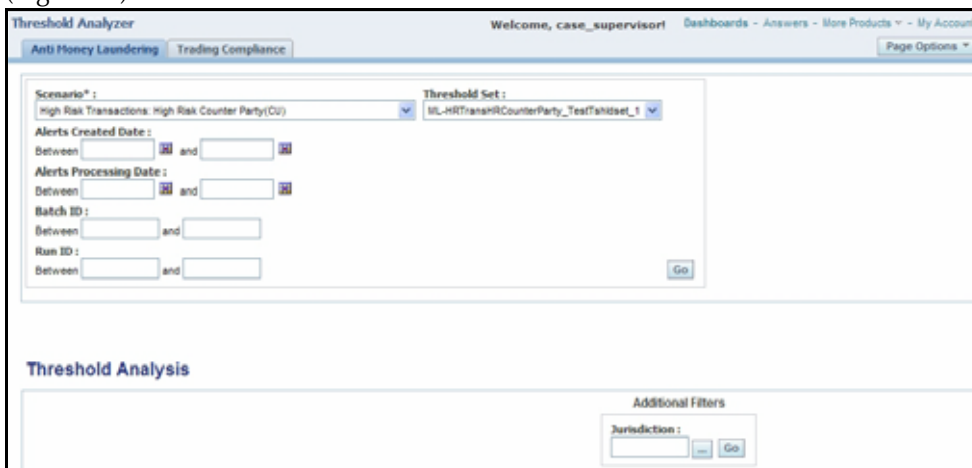 Threshold Analyzer Welcome, case_supervisor! Dashboards - Answers - More Products - My Accoun
Anti Money Laundering Trading Compliance Page Options
Scenario* : Threshold Set :
High Risk Transactions: High Risk Counter Party(CU) ML-HRTransHRCounterParty_TestTshldset_1
Alerts Created Date :
Between and
Alerts Processing Date :
Between and
Batch ID :
Between and
Run ID :
Between and Go
Threshold Analysis
Additional Filters
Jurisdiction :
... Go